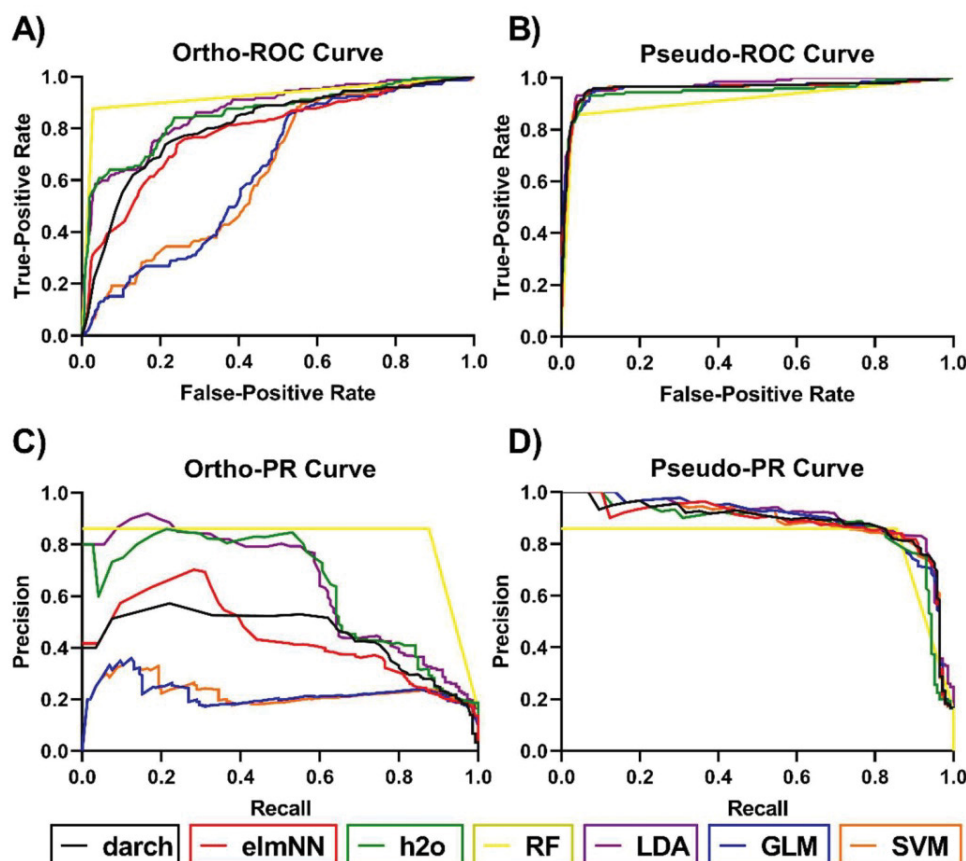 A)
Ortho-ROC Curve
True-Positive Rate
1.0
0.8
0.6
0.4
0.2
0.0
0.0 0.2 0.4 0.6 0.8 1.0
False-Positive Rate
B)
Pseudo-ROC Curve
True-Positive Rate
1.0
0.8
0.6
0.4
0.2
0.0
0.0 0.2 0.4 0.6 0.8 1.0
False-Positive Rate
C)
Ortho-PR Curve
Precision
1.0
0.8
0.6
0.4
0.2
0.0
0.0 0.2 0.4 0.6 0.8 1.0
Recall
D)
Pseudo-PR Curve
Precision
1.0
0.8
0.6
0.4
0.2
0.0
0.0 0.2 0.4 0.6 0.8 1.0
Recall
darch elmNN h2o RF LDA GLM SVM